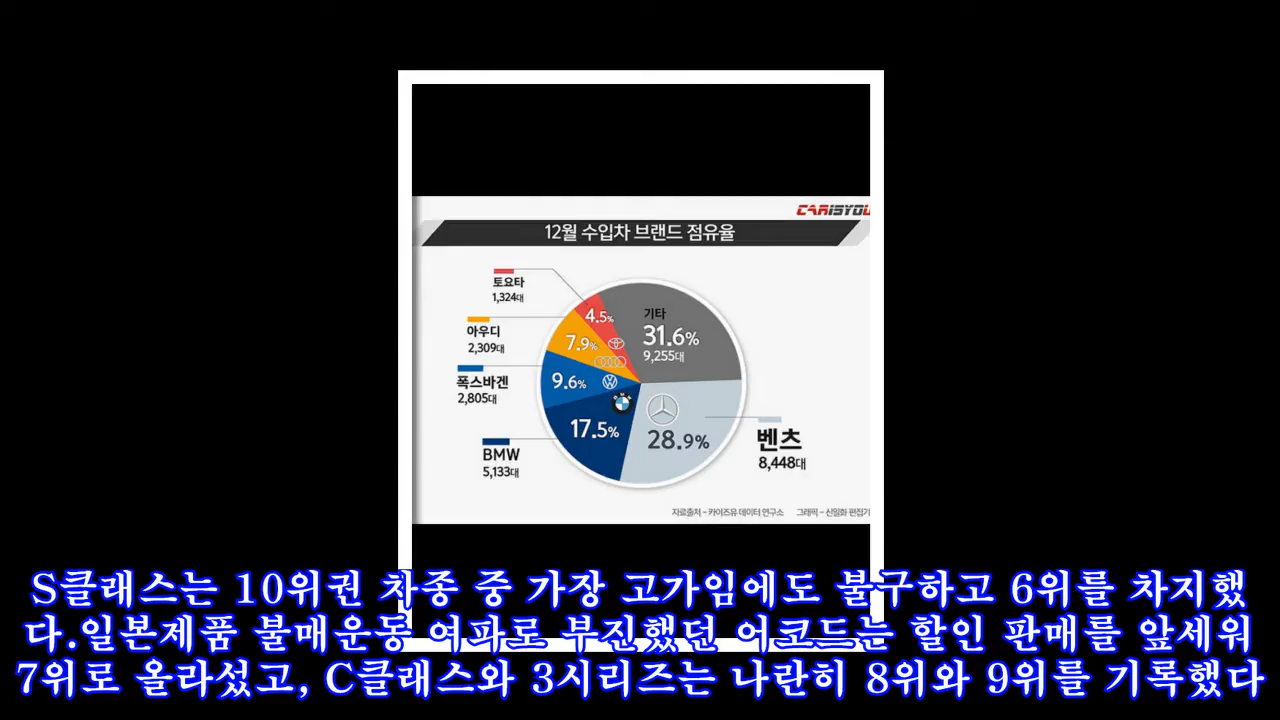 CARISYOU
12월 수입차 브랜드 점유율
토요타
1,324대
4.5%
기타
31.6%
9,255대
아우디
2,309대
7.9%
폭스바겐
2,805대
9.6%
BMW
5,133대
17.5%
28.9%
벤츠
8,448대
자료출처 - 카이즈유 데이터 연구소 그래픽 - 신일화 편집기
S클래스는 10위권 차종 중 가장 고가임에도 불구하고 6위를 차지했
다.일본제품 불매운동 여파로 부진했던 어코드는 할인 판매를 앞세워
7위로 올라섰고, C클래스와 3시리즈는 나란히 8위와 9위를 기록했다